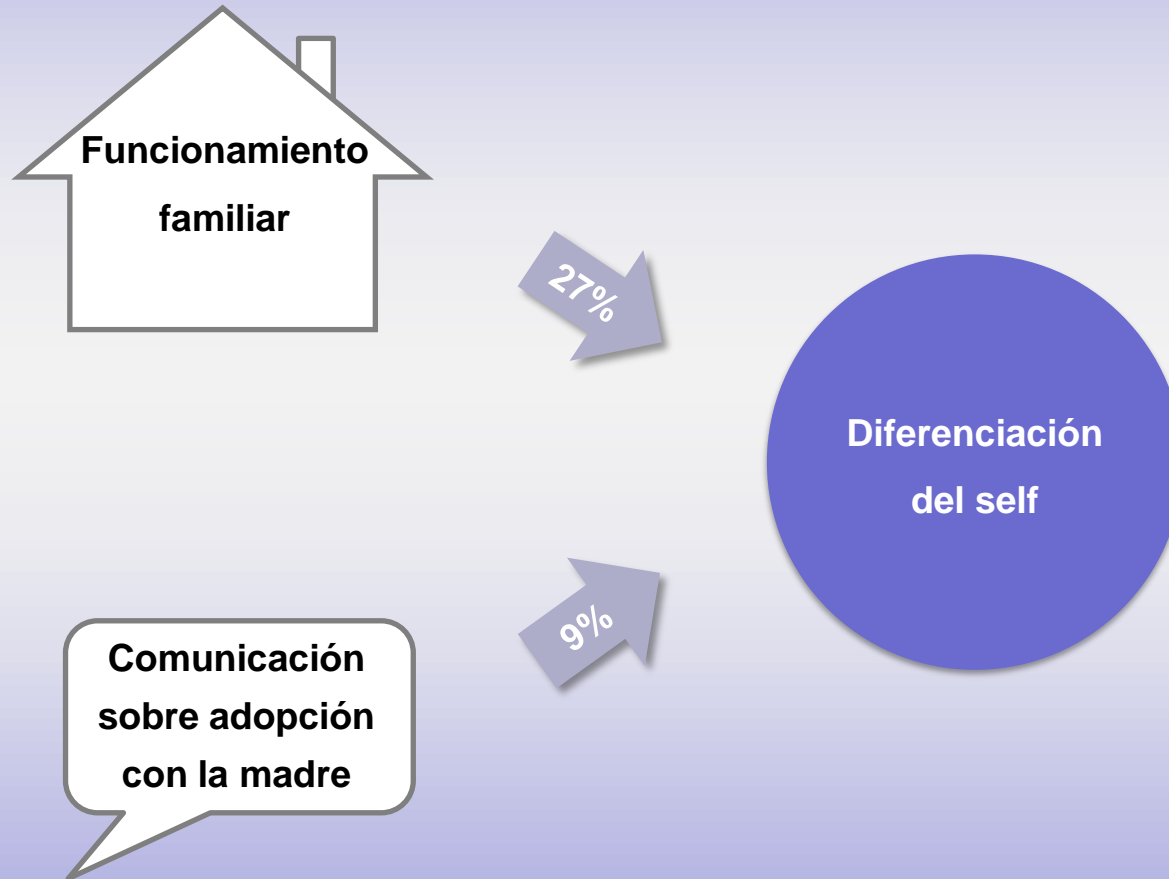 Funcionamiento
familiar
27%
Diferenciación
del self
9%
Comunicación
sobre adopción
con la madre